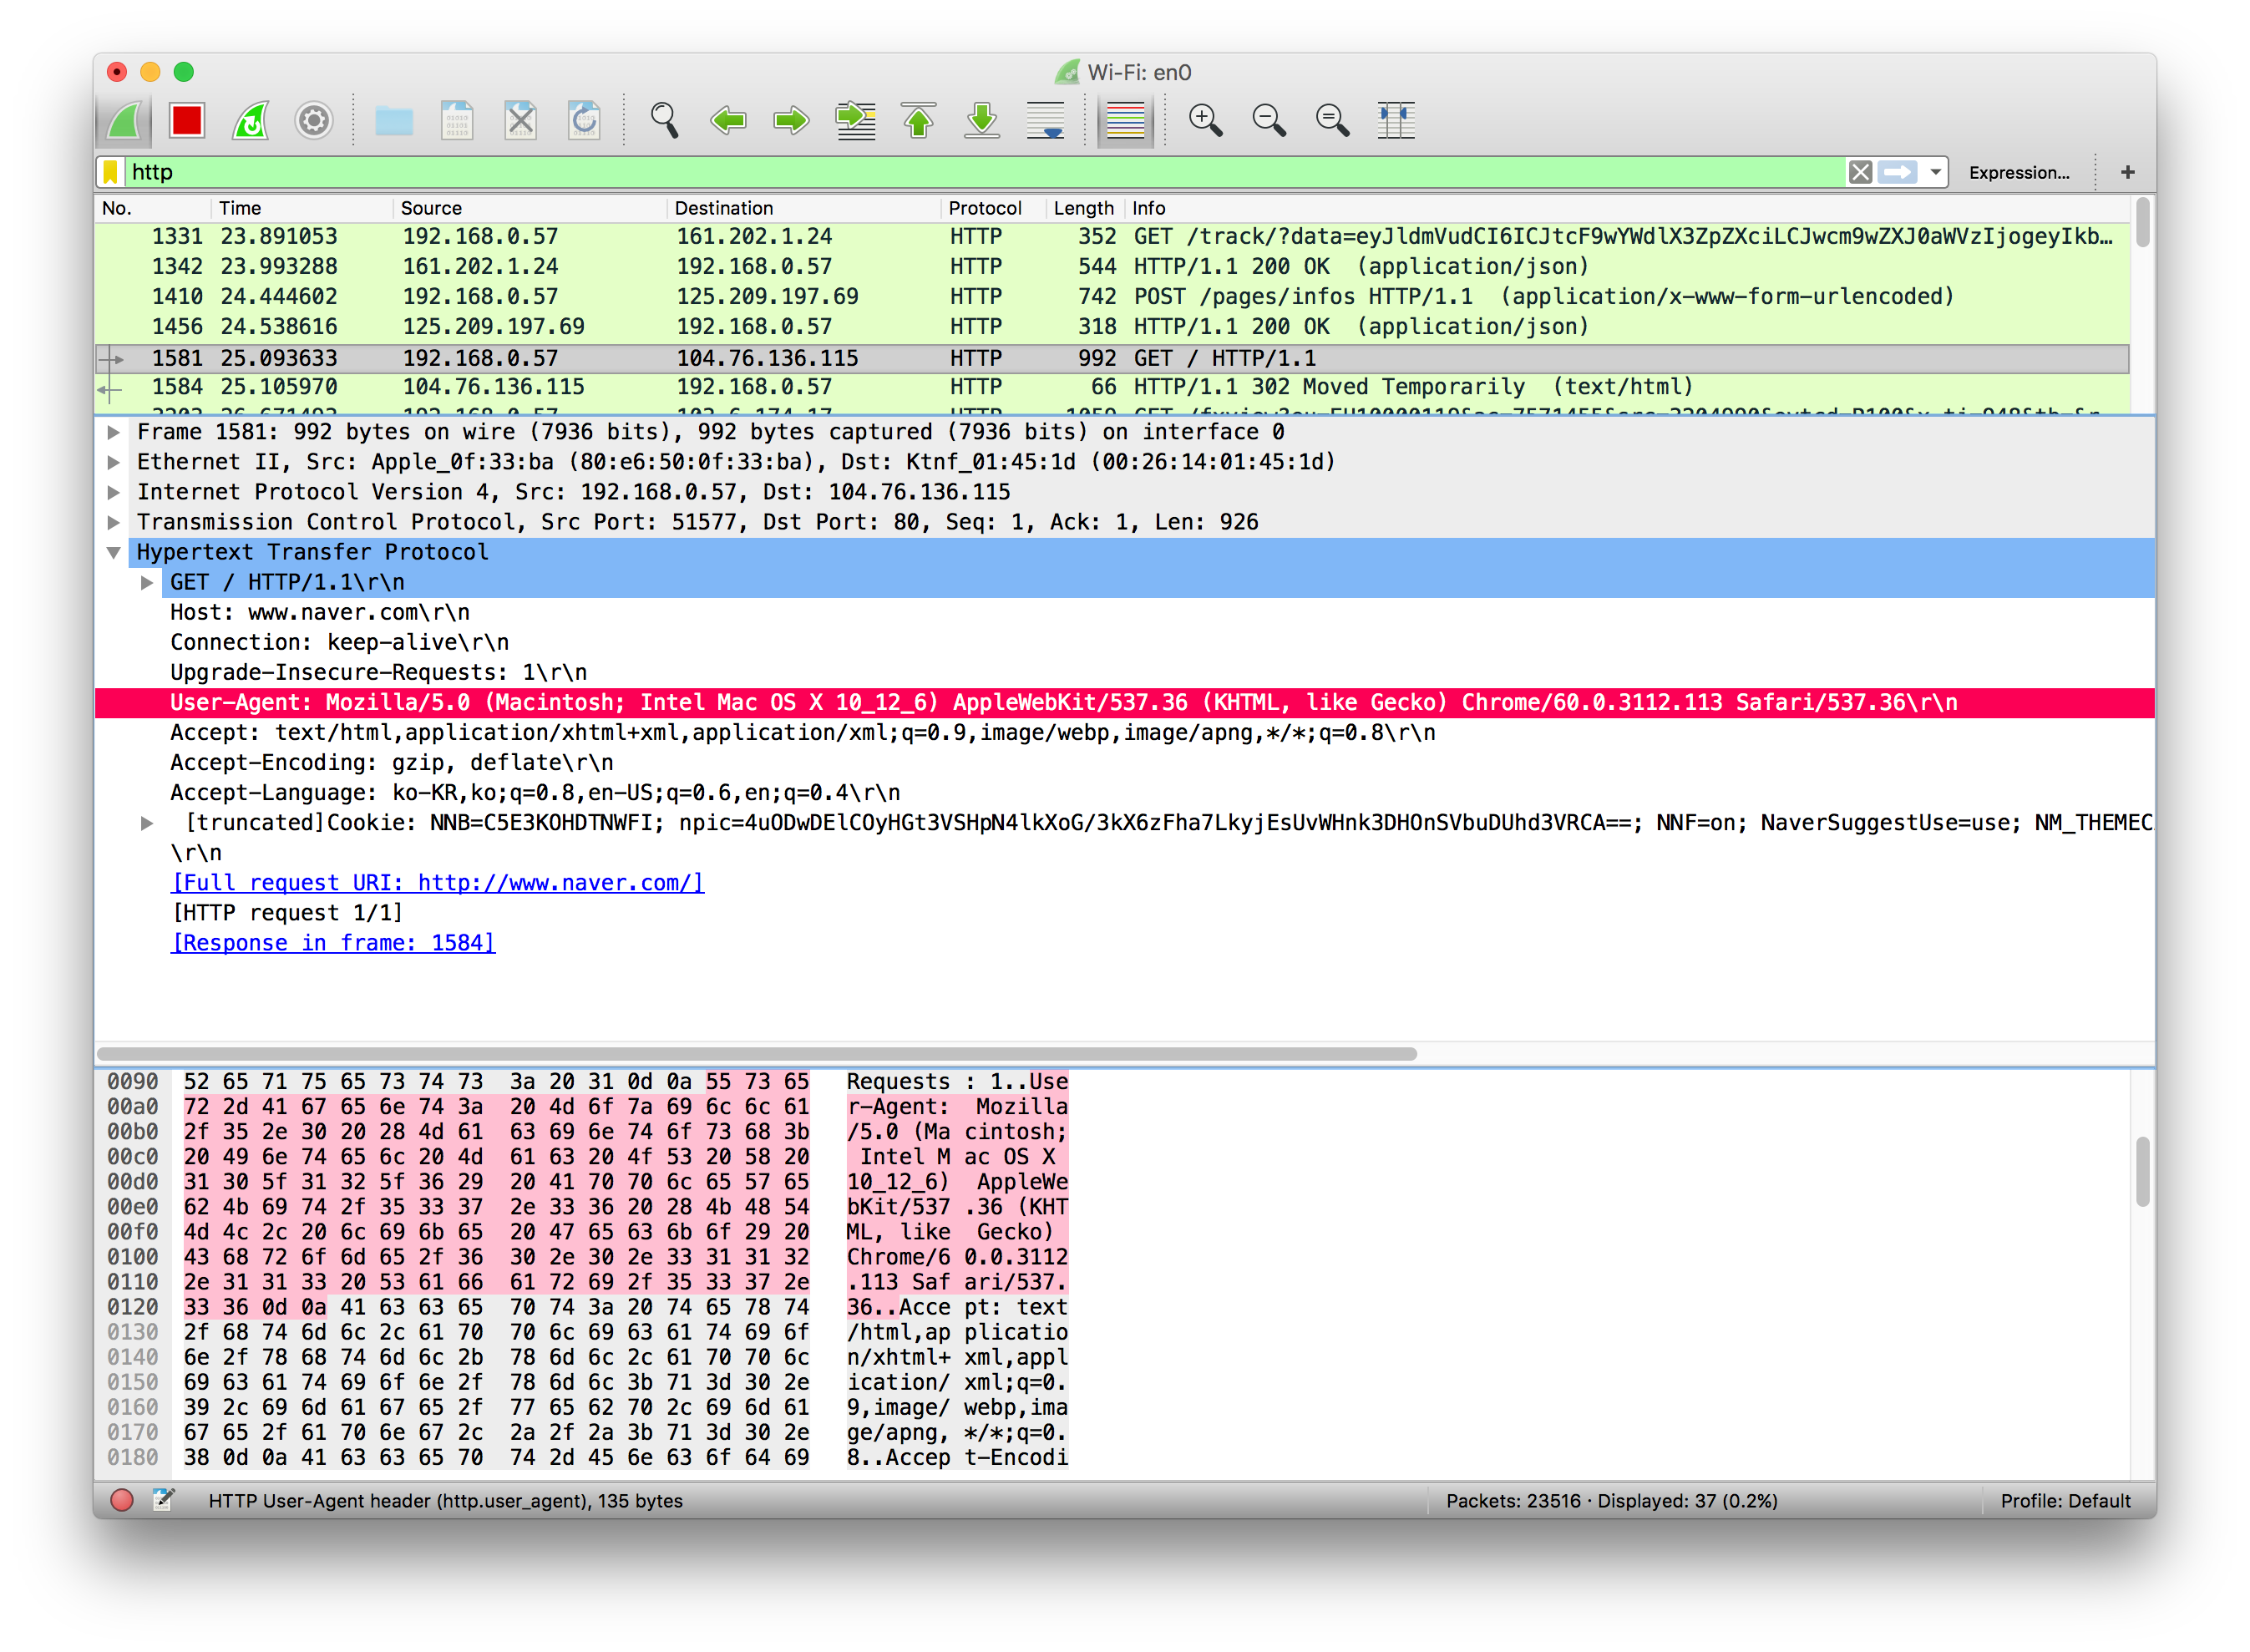 Wi-Fi: en0
http
Expression...
+
No. Time Source Destination Protocol Length Info
1331 23.891053 192.168.0.57 161.202.1.24 HTTP 352 GET /track/?data=eyJldmVudCI6ICJtcF9wYWdlX3ZpZXciLCJwcm9wZXJ0aWVzIjogeyIkb…
1342 23.993288 161.202.1.24 192.168.0.57 HTTP 544 HTTP/1.1 200 OK (application/json)
1410 24.444602 192.168.0.57 125.209.197.69 HTTP 742 POST /pages/infos HTTP/1.1 (application/x-www-form-urlencoded)
1456 24.538616 125.209.197.69 192.168.0.57 HTTP 318 HTTP/1.1 200 OK (application/json)
1581 25.093633 192.168.0.57 104.76.136.115 HTTP 992 GET / HTTP/1.1
1584 25.105970 104.76.136.115 192.168.0.57 HTTP 66 HTTP/1.1 302 Moved Temporarily (text/html)
Frame 1581: 992 bytes on wire (7936 bits), 992 bytes captured (7936 bits) on interface 0
Ethernet II, Src: Apple_0f:33:ba (80:e6:50:0f:33:ba), Dst: Ktnf_01:45:1d (00:26:14:01:45:1d)
Internet Protocol Version 4, Src: 192.168.0.57, Dst: 104.76.136.115
Transmission Control Protocol, Src Port: 51577, Dst Port: 80, Seq: 1, Ack: 1, Len: 926
Hypertext Transfer Protocol
GET / HTTP/1.1\r\n
Host: www.naver.com\r\n
Connection: keep-alive\r\n
Upgrade-Insecure-Requests: 1\r\n
User-Agent: Mozilla/5.0 (Macintosh; Intel Mac OS X 10_12_6) AppleWebKit/537.36 (KHTML, like Gecko) Chrome/60.0.3112.113 Safari/537.36\r\n
Accept: text/html,application/xhtml+xml,application/xml;q=0.9,image/webp,image/apng,*/*;q=0.8\r\n
Accept-Encoding: gzip, deflate\r\n
Accept-Language: ko-KR,ko;q=0.8,en-US;q=0.6,en;q=0.4\r\n
[truncated]Cookie: NNB=C5E3KOHDTNWFI; npic=4uODwDElCOyHGt3VSHpN4lkXoG/3kX6zFha7LkyjEsUvWHnk3DHOnSVbuDUhd3VRCA==; NNF=on; NaverSuggestUse=use; NM_THEMEC
\r\n
[Full request URI: http://www.naver.com/]
[HTTP request 1/1]
[Response in frame: 1584]
0090 52 65 71 75 65 73 74 73 3a 20 31 0d 0a 55 73 65 Requests : 1..Use
00a0 72 2d 41 67 65 6e 74 3a 20 4d 6f 7a 69 6c 6c 61 r-Agent: Mozilla
00b0 2f 35 2e 30 20 28 4d 61 63 69 6e 74 6f 73 68 3b /5.0 (Ma cintosh;
00c0 20 49 6e 74 65 6c 20 4d 61 63 20 4f 53 20 58 20 Intel M ac OS X
00d0 31 30 5f 31 32 5f 36 29 20 41 70 70 6c 65 57 65 10_12_6) AppleWe
00e0 62 4b 69 74 2f 35 33 37 2e 33 36 20 28 4b 48 54 bKit/537 .36 (KHT
00f0 4d 4c 2c 20 6c 69 6b 65 20 47 65 63 6b 6f 29 20 ML, like Gecko)
0100 43 68 72 6f 6d 65 2f 36 30 2e 30 2e 33 31 31 32 Chrome/6 0.0.3112
0110 2e 31 31 33 20 53 61 66 61 72 69 2f 35 33 37 2e .113 Saf ari/537.
0120 33 36 0d 0a 41 63 63 65 70 74 3a 20 74 65 78 74 36..Acce pt: text
0130 2f 68 74 6d 6c 2c 61 70 70 6c 69 63 61 74 69 6f /html,ap plicatio
0140 6e 2f 78 68 74 6d 6c 2b 78 6d 6c 2c 61 70 70 6c n/xhtml+ xml,appl
0150 69 63 61 74 69 6f 6e 2f 78 6d 6c 3b 71 3d 30 2e ication/ xml;q=0.
0160 39 2c 69 6d 61 67 65 2f 77 65 62 70 2c 69 6d 61 9,image/ webp,ima
0170 67 65 2f 61 70 6e 67 2c 2a 2f 2a 3b 71 3d 30 2e ge/apng, */*;q=0.
0180 38 0d 0a 41 63 63 65 70 74 2d 45 6e 63 6f 64 69 8..Accep t-Encodi
HTTP User-Agent header (http.user_agent), 135 bytes
Packets: 23516 · Displayed: 37 (0.2%)
Profile: Default